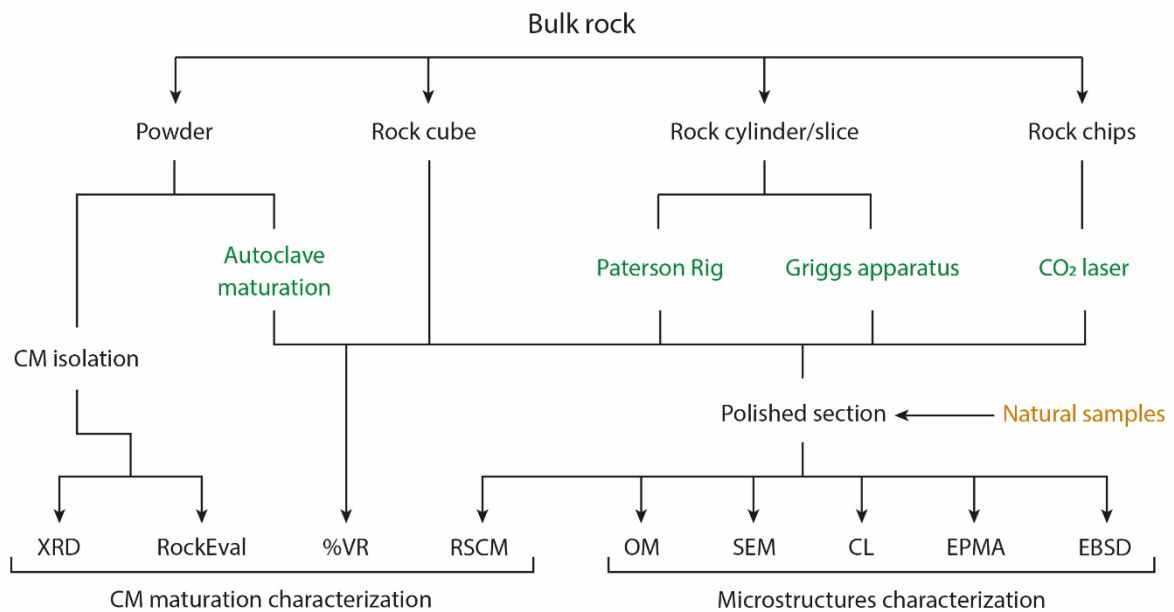 Bulk rock
Powder
Rock cube
Rock cylinder/slice
Rock chips
Autoclave
maturation
Paterson Rig
Griggs apparatus
CO₂ laser
CM isolation
Polished section
Natural samples
XRD
RockEval
%VR
RSCM
OM
SEM
CL
EPMA
EBSD
CM maturation characterization
Microstructures characterization